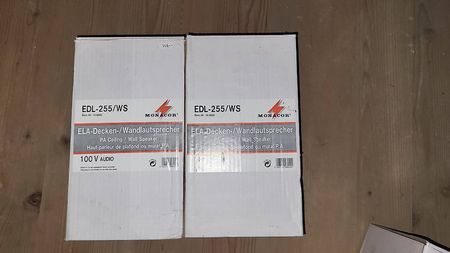 EDL-255/WS
MONACOR
ELA-Decken-/Wandlautsprecher
PA Ceiling / Wall Speaker
Haut-parleur de plafond ou mural P.A.
100 V AUDIO
EDL-255/WS
MONACOR
ELA-Decken-/Wandlautsprecher
PA Ceiling / Wall Speaker
Haut-parleur de plafond ou mural P.A.